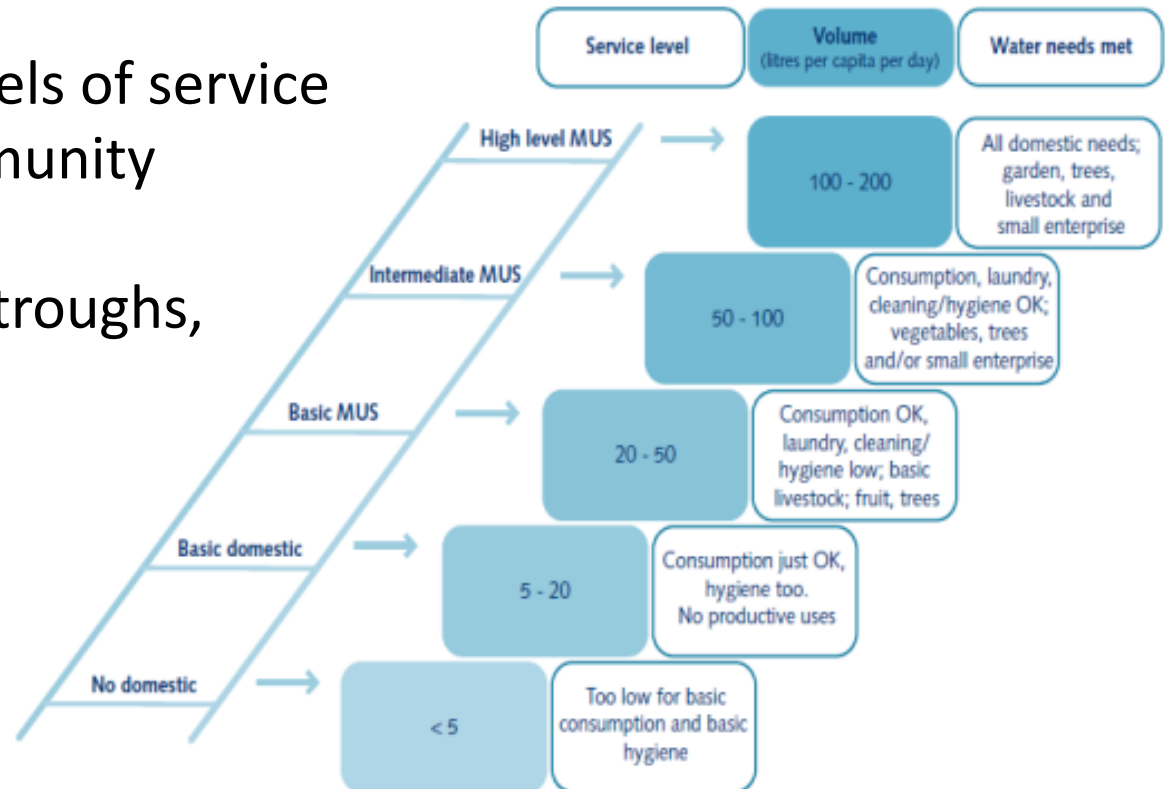 els of service
munity
troughs,
Service level
Volume
(litres per capita per day)
Water needs met
High level MUS
100 - 200
All domestic needs;
garden, trees,
livestock and
small enterprise
Intermediate MUS
50 - 100
Consumption, laundry,
cleaning/hygiene OK;
vegetables, trees
and/or small enterprise
Basic MUS
20 - 50
Consumption OK,
laundry, cleaning/
hygiene low; basic
livestock; fruit, trees
Basic domestic
5 - 20
Consumption just OK,
hygiene too.
No productive uses
No domestic
< 5
Too low for basic
consumption and basic
hygiene